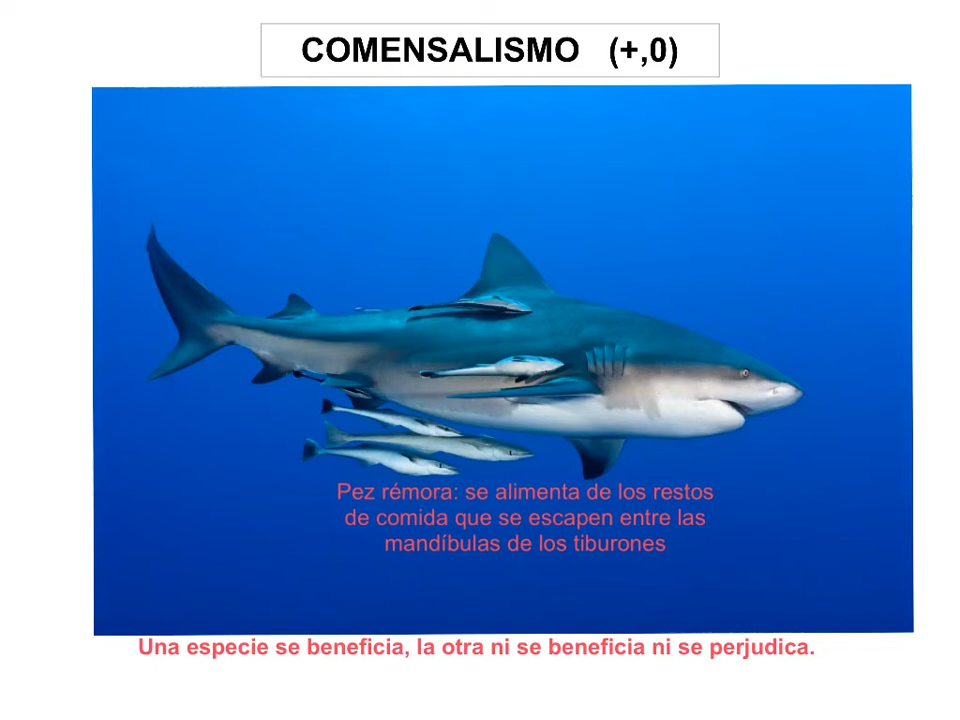 COMENSALISMO (+,0)
Pez rémora: se alimenta de los restos
de comida que se escapen entre las
mandíbulas de los tiburones
Una especie se beneficia, la otra ni se beneficia ni se perjudica.